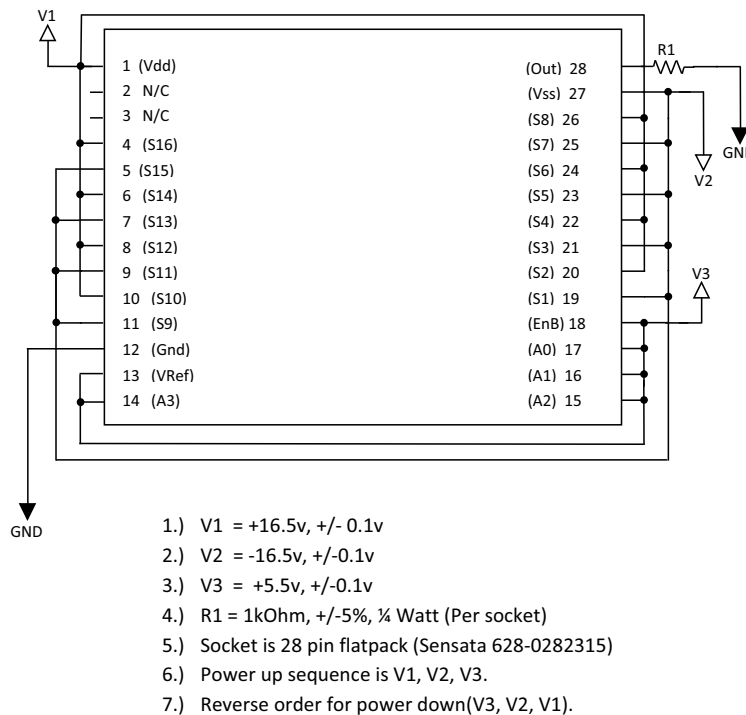 V1
1 (Vdd)
2 N/C
3 N/C
4 (S16)
5 (S15)
6 (S14)
7 (S13)
8 (S12)
9 (S11)
10 (S10)
11 (S9)
12 (Gnd)
13 (VRef)
14 (A3)
GND
(Out) 28
(Vss) 27
(S8) 26
(S7) 25
(S6) 24
(S5) 23
(S4) 22
(S3) 21
(S2) 20
(S1) 19
(EnB) 18
(A0) 17
(A1) 16
(A2) 15
R1
GND
V2
V3
1.) V1 = +16.5v, +/- 0.1v
2.) V2 = -16.5v, +/-0.1v
3.) V3 = +5.5v, +/-0.1v
4.) R1 = 1kOhm, +/-5%, ¼ Watt (Per socket)
5.) Socket is 28 pin flatpack (Sensata 628-0282315)
6.) Power up sequence is V1, V2, V3.
7.) Reverse order for power down(V3, V2, V1).